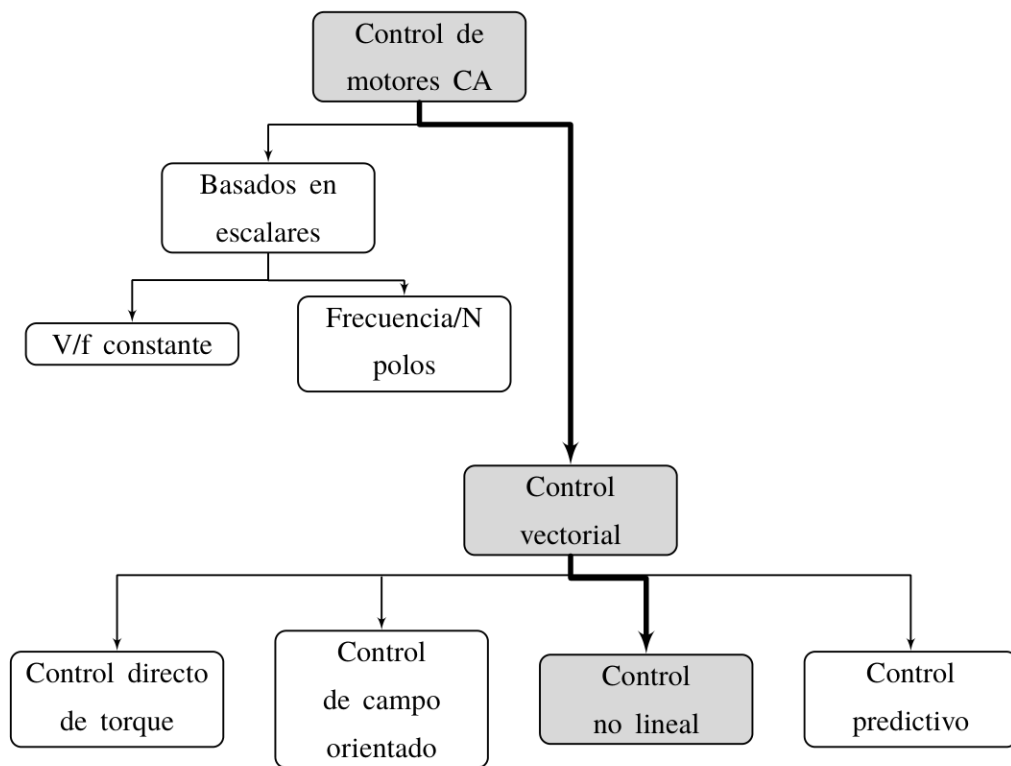 Control de
motores CA
Basados en
escalares
V/f constante
Frecuencia/N
polos
Control
vectorial
Control directo
de torque
Control
de campo
orientado
Control
no lineal
Control
predictivo